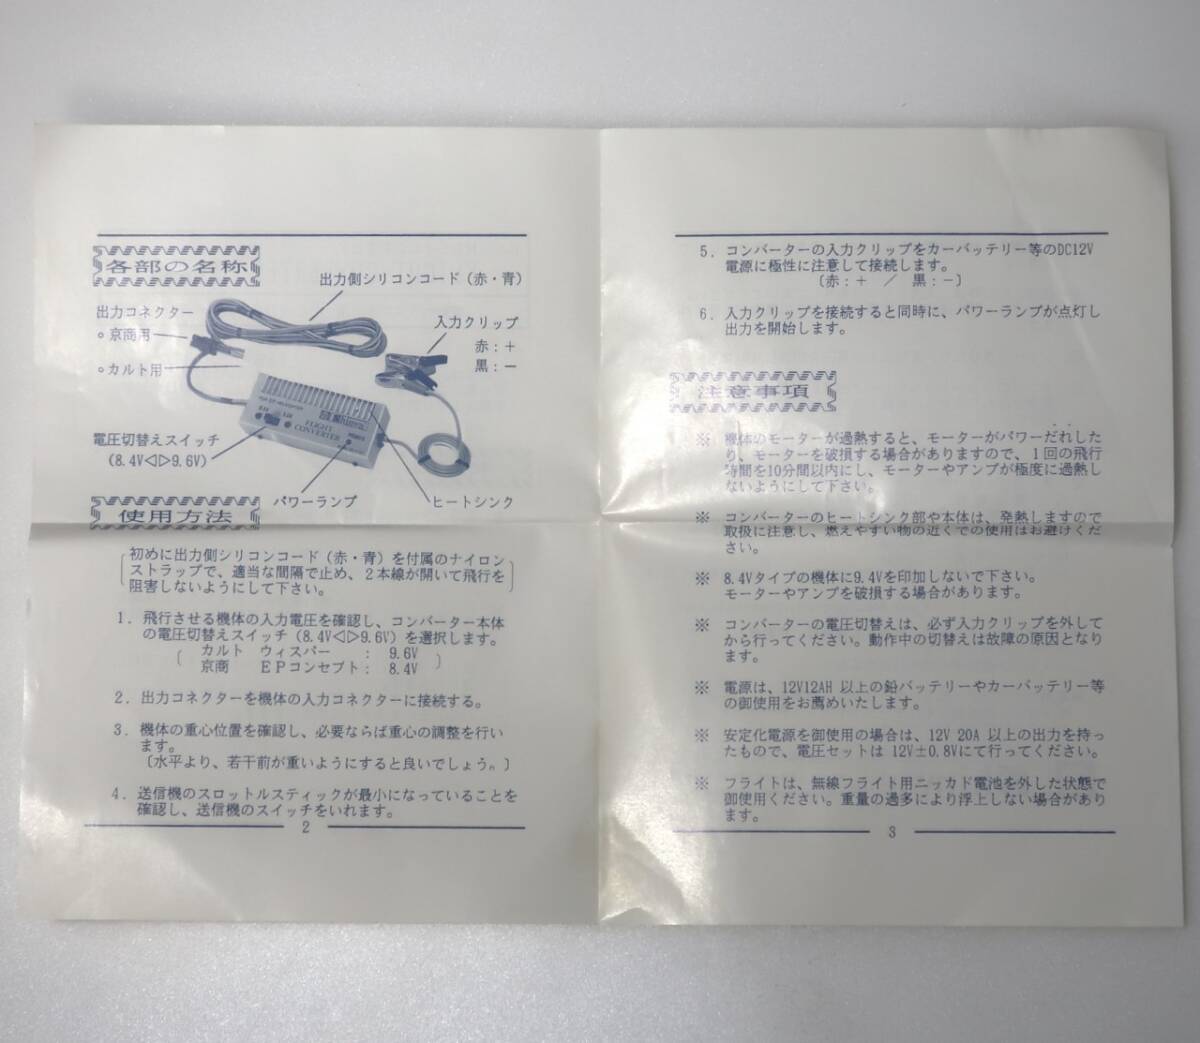 各部の名称
出力側シリコンコード（赤・青）
出力コネクター
○京商用
○カルト用
入力クリップ
赤：＋
黒：－
FLIGHT
CONVERTER
電圧切替えスイッチ
（8.4V◁▷9.6V）
パワーランプ
ヒートシンク
使用方法
初めに出力側シリコンコード（赤・青）を付属のナイロン
ストラップで、適当な間隔で止め、２本線が開いて飛行を
阻害しないようにして下さい。
1．飛行させる機体の入力電圧を確認し、コンバーター本体
の電圧切替えスイッチ（8.4V◁▷9.6V）を選択します。
カルト ウィスパー ： 9.6V
京商 ＥＰコンセプト： 8.4V
2．出力コネクターを機体の入力コネクターに接続する。
3．機体の重心位置を確認し、必要ならば重心の調整を行い
ます。
〔水平より、若干前が重いようにすると良いでしょう。〕
4．送信機のスロットルスティックが最小になっていることを
確認し、送信機のスイッチをいれます。
2
5．コンバーターの入力クリップをカーバッテリー等のDC12V
電源に極性に注意して接続します。
〔赤：＋ ／ 黒：－〕
6．入力クリップを接続すると同時に、パワーランプが点灯し
出力を開始します。
注意事項
※ 機体のモーターが過熱すると、モーターがパワーだれした
り、モーターを破損する場合がありますので、１回の飛行
時間を10分間以内にし、モーターやアンプが極度に過熱し
ないようにして下さい。
※ コンバーターのヒートシンク部や本体は、発熱しますので
取扱に注意し、燃えやすい物の近くでの使用はお避けくだ
さい。
※ 8.4Vタイプの機体に9.4Vを印加しないで下さい。
モーターやアンプを破損する場合があります。
※ コンバーターの電圧切替えは、必ず入力クリップを外して
から行ってください。動作中の切替えは故障の原因となり
ます。
※ 電源は、12V12AH 以上の鉛バッテリーやカーバッテリー等
の御使用をお薦めいたします。
※ 安定化電源を御使用の場合は、12V 20A 以上の出力を持っ
たもので、電圧セットは 12V±0.8Vにて行ってください。
※ フライトは、無線フライト用ニッカド電池を外した状態で
御使用ください。重量の過多により浮上しない場合があり
ます。
3